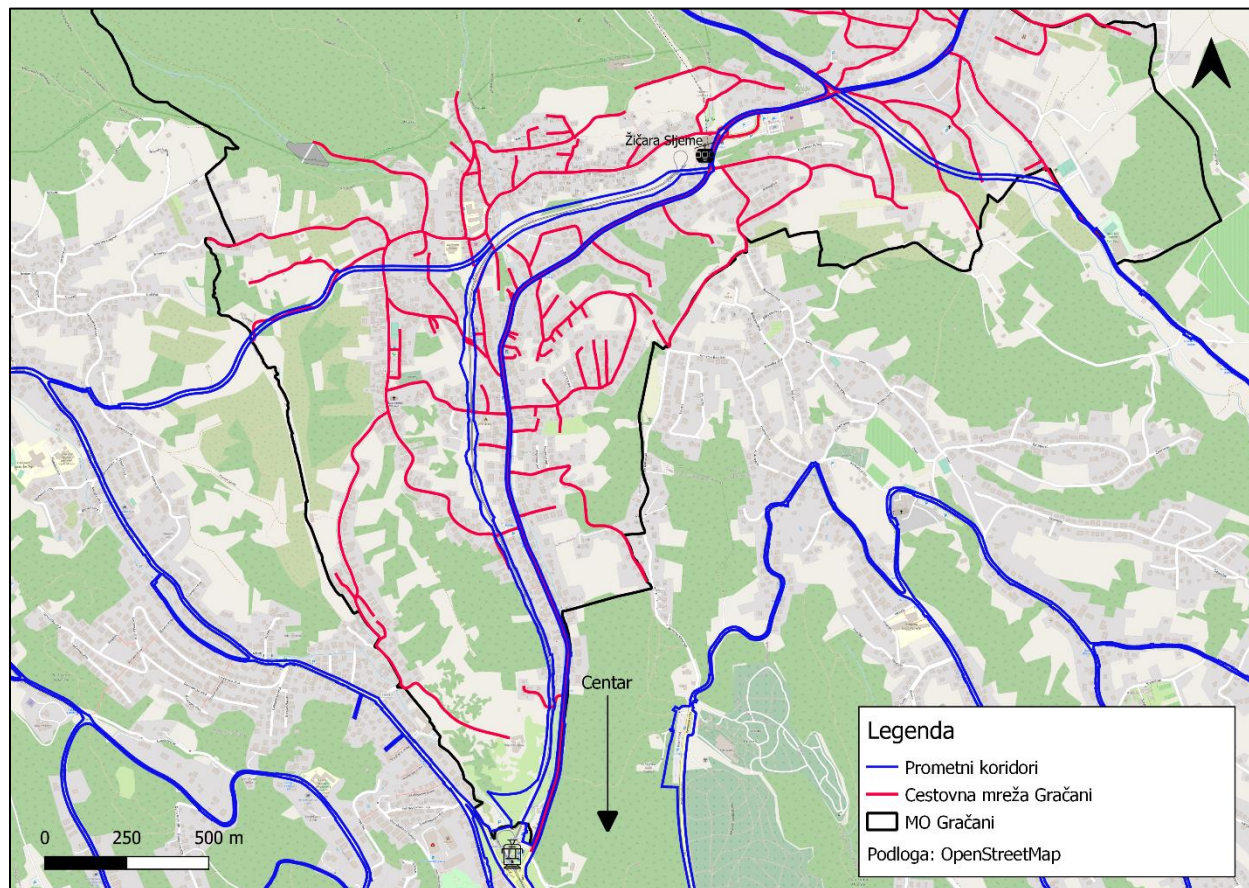 Žičara Sljeme
Centar
Legenda
Prometni koridori
Cestovna mreža Gračani
MO Gračani
Podloga: OpenStreetMap
0 250 500 m